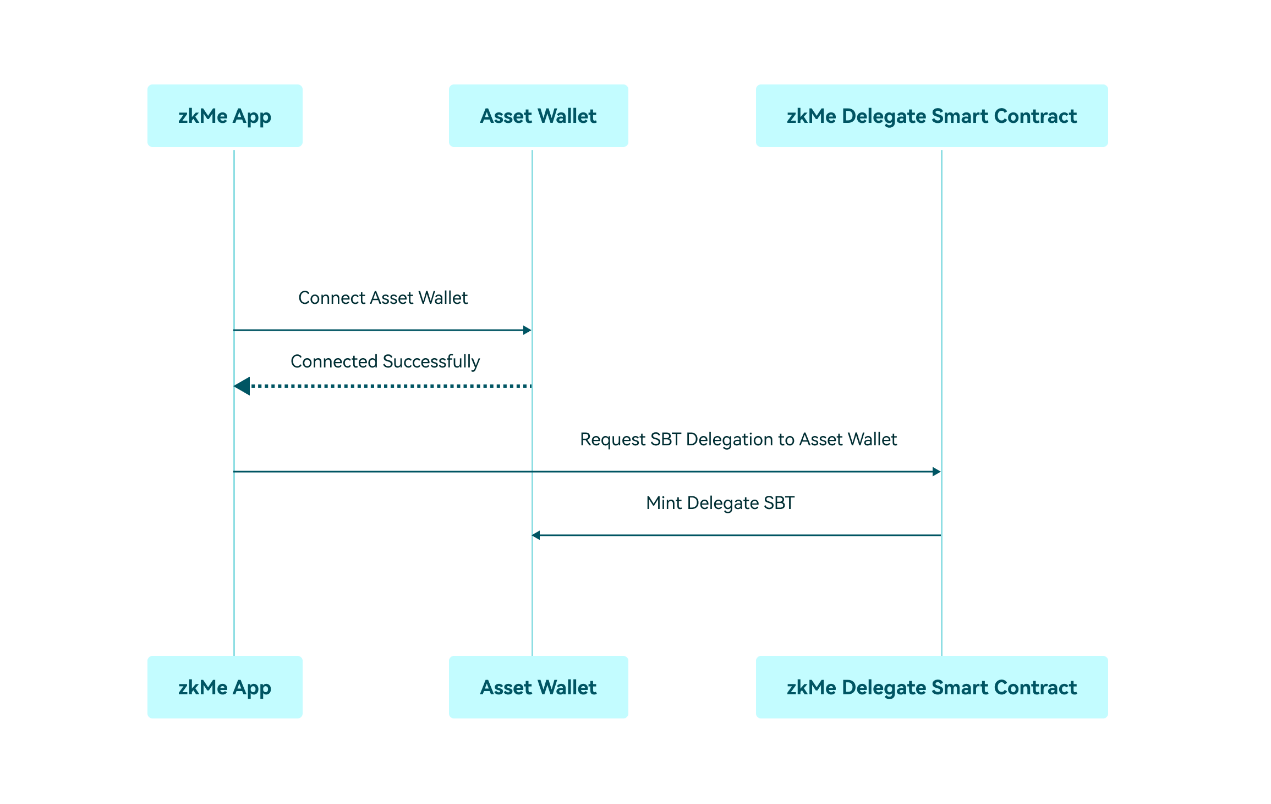 zkMe App
Asset Wallet
zkMe Delegate Smart Contract
Connect Asset Wallet
Connected Successfully
Request SBT Delegation to Asset Wallet
Mint Delegate SBT
zkMe App
Asset Wallet
zkMe Delegate Smart Contract